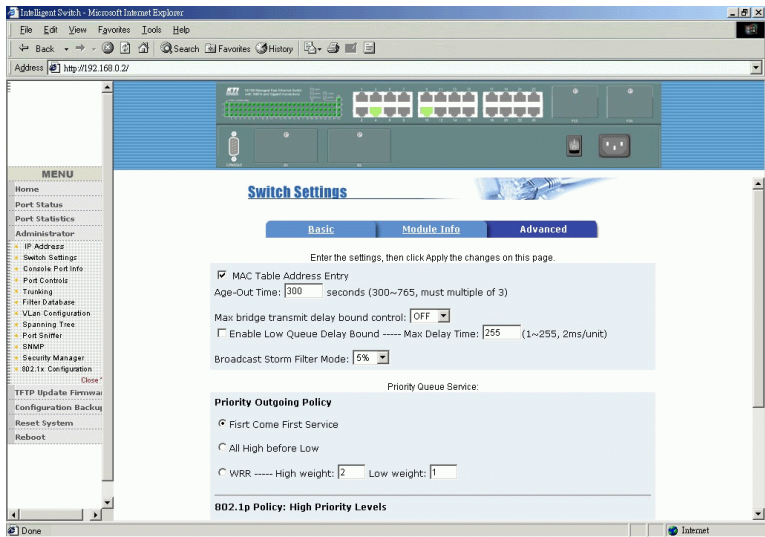 Intelligent Switch - Microsoft Internet Explorer
File Edit View Favorites Tools Help
Back Search Favorites History
Address http://192.168.0.2/
CONSOLE
MENU
Home
Port Status
Port Statistics
Administrator
IP Address
Switch Settings
Console Port Info
Port Controls
Trunking
Filter Database
VLan Configuration
Spanning Tree
Port Sniffer
SNMP
Security Manager
802.1x Configuration
Close
TFTP Update Firmwa
Configuration Backup
Reset System
Reboot
Switch Settings
Basic Module Info Advanced
Enter the settings, then click Apply the changes on this page.
MAC Table Address Entry
Age-Out Time: 300 seconds (300~765, must multiple of 3)
Max bridge transmit delay bound control: OFF
Enable Low Queue Delay Bound ----- Max Delay Time: 255 (1~255, 2ms/unit)
Broadcast Storm Filter Mode: 5%
Priority Queue Service:
Priority Outgoing Policy
Fisrt Come First Service
All High before Low
WRR ----- High weight: 2 Low weight: 1
802.1p Policy: High Priority Levels
Done Internet